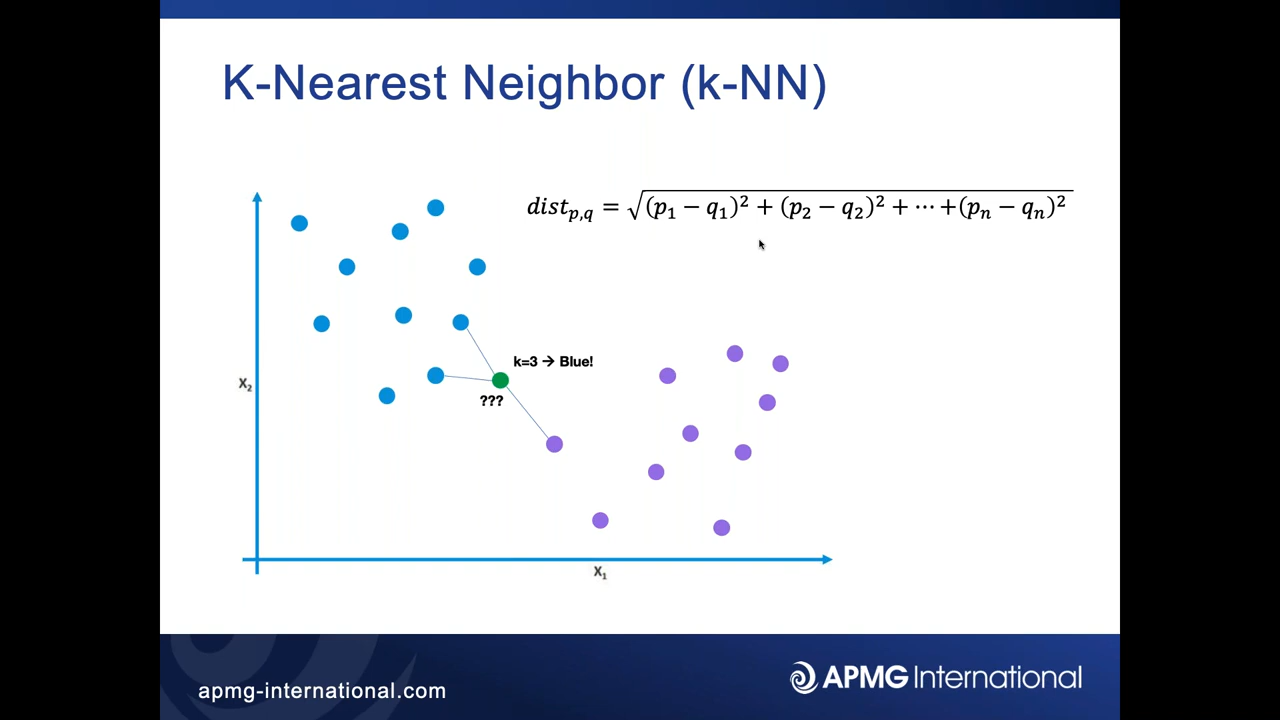 K-Nearest Neighbor (k-NN)
dist_{p,q} = √(p₁ − q₁)² + (p₂ − q₂)² + ⋯ +(pₙ − qₙ)²
k=3 → Blue!
X₂
???
X₁
apmg-international.com
APMG International